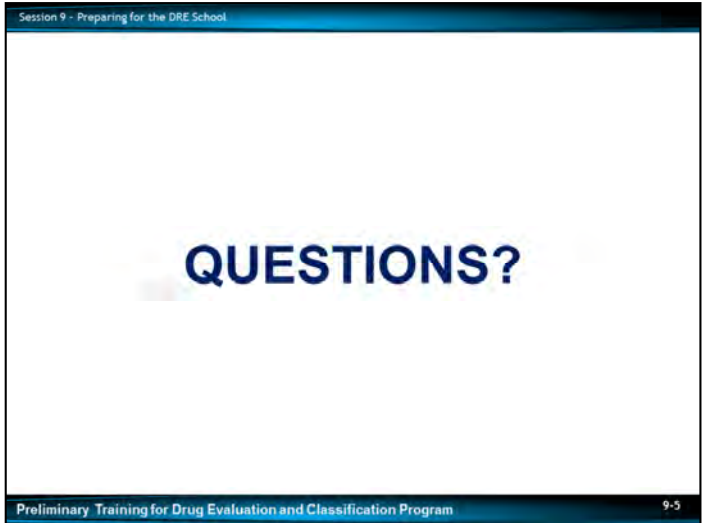 Session 9 - Preparing for the DRE School
QUESTIONS?
Preliminary Training for Drug Evaluation and Classification Program
9-5